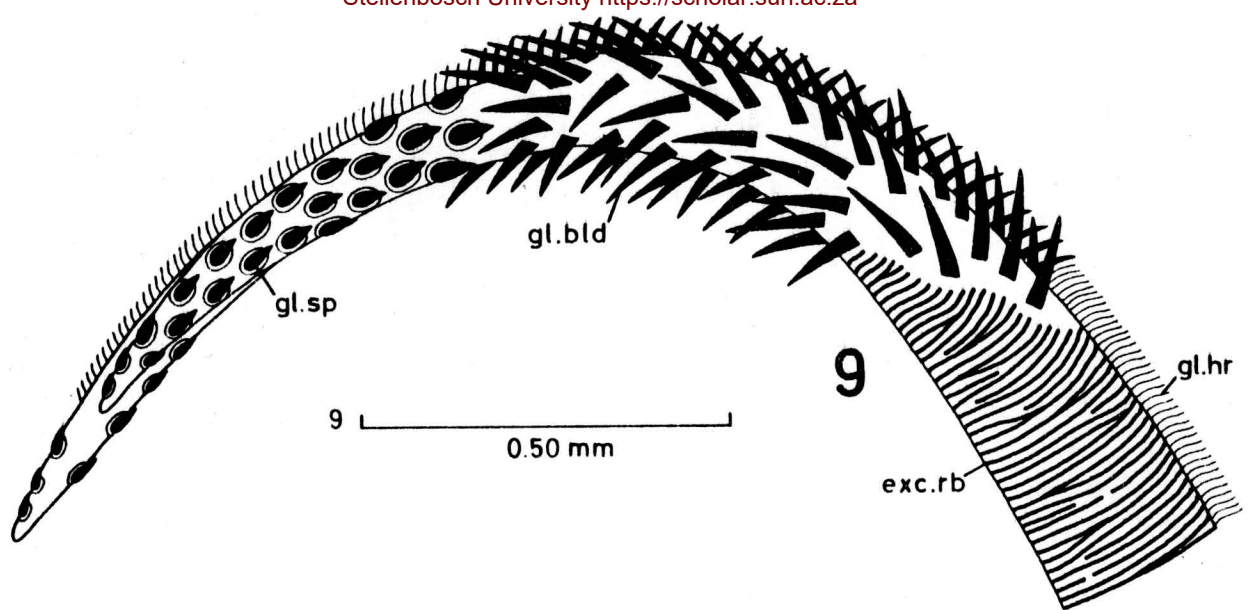 Stellenbosch University https://scholar.sun.ac.za
gl.bld
gl.sp
9
gl.hr
9
0.50 mm
exc.rb